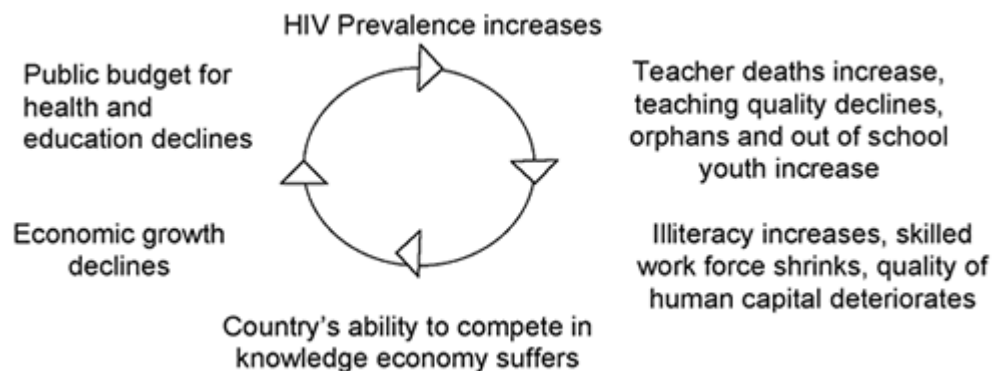 HIV Prevalence increases
Teacher deaths increase,
teaching quality declines,
orphans and out of school
youth increase
Illiteracy increases, skilled
work force shrinks, quality of
human capital deteriorates
Country's ability to compete in
knowledge economy suffers
Economic growth
declines
Public budget for
health and
education declines